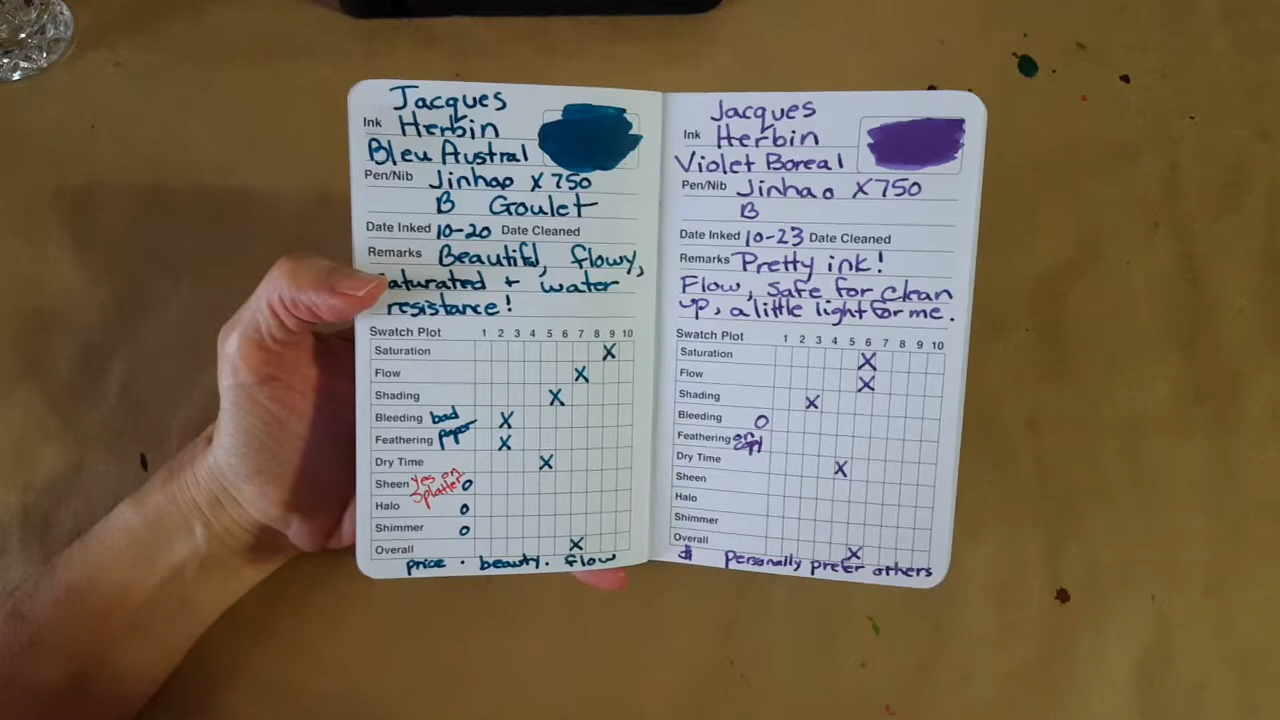 Jacques
Ink Herbin
Bleu Austral
Pen/Nib Jinhao X750
B Goulet
Date Inked 10-20 Date Cleaned
Remarks Beautiful, flowy,
saturated + water
resistance!
Swatch Plot 1 2 3 4 5 6 7 8 9 10
Saturation X
Flow X
Shading X
Bleeding bad X
Feathering paper X
Dry Time X
Sheen yes on splatter O
Halo O
Shimmer O
Overall X
price . beauty . flow
Jacques
Ink Herbin
Violet Boreal
Pen/Nib Jinhao X750
B
Date Inked 10-23 Date Cleaned
Remarks Pretty ink!
Flow, safe for clean
up, a little light for me.
Swatch Plot 1 2 3 4 5 6 7 8 9 10
Saturation X
Flow X
Shading X
Bleeding O
Feathering on copy
Dry Time X
Sheen
Halo
Shimmer
Overall X
$ Personally prefer others